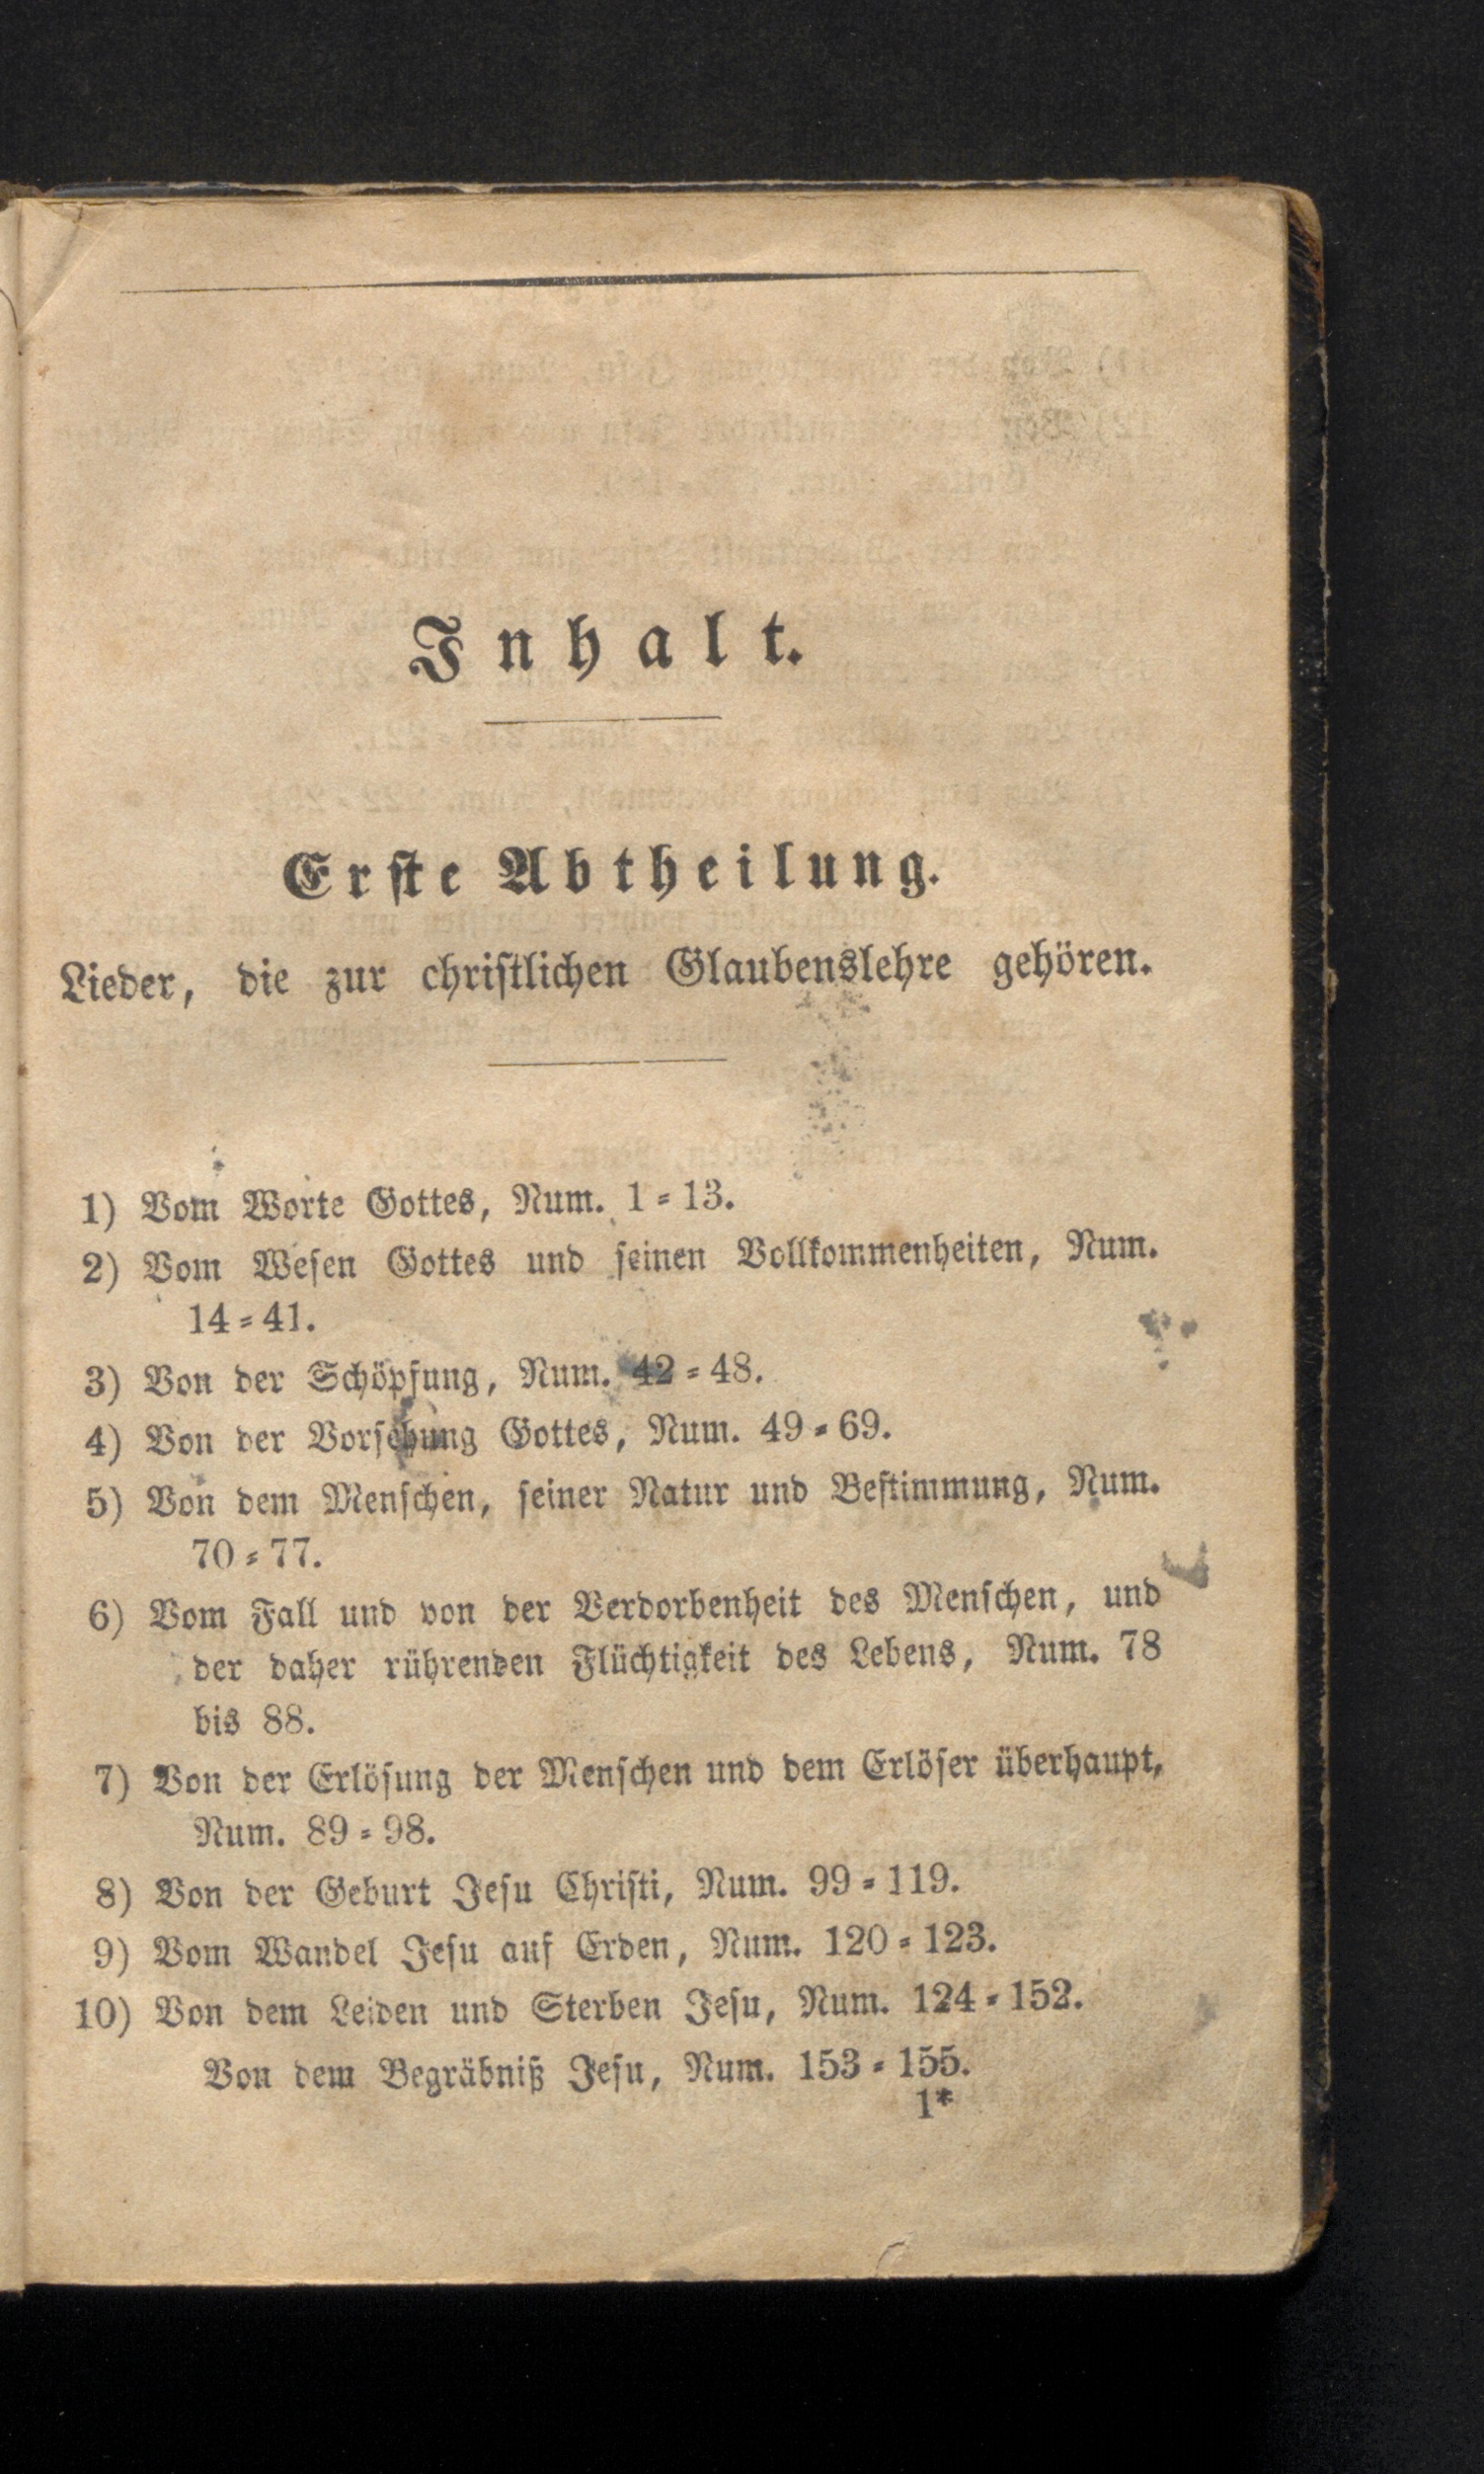 Inhalt.
Erste Abtheilung.
Lieder, die zur christlichen Glaubenslehre gehören.
1) Vom Worte Gottes, Num. 1-13.
2) Vom Wesen Gottes und seinen Vollkommenheiten, Num.
14-41.
3) Von der Schöpfung, Num. 42-48.
4) Von der Vorsehung Gottes, Num. 49-69.
5) Von dem Menschen, seiner Natur und Bestimmung, Num.
70-77.
6) Vom Fall und von der Verdorbenheit des Menschen, und
der daher rührenden Flüchtigkeit des Lebens, Num. 78
bis 88.
7) Von der Erlösung der Menschen und dem Erlöser überhaupt,
Num. 89-98.
8) Von der Geburt Jesu Christi, Num. 99-119.
9) Vom Wandel Jesu auf Erden, Num. 120-123.
10) Von dem Leiden und Sterben Jesu, Num. 124-152.
Von dem Begräbniß Jesu, Num. 153-155.
1*